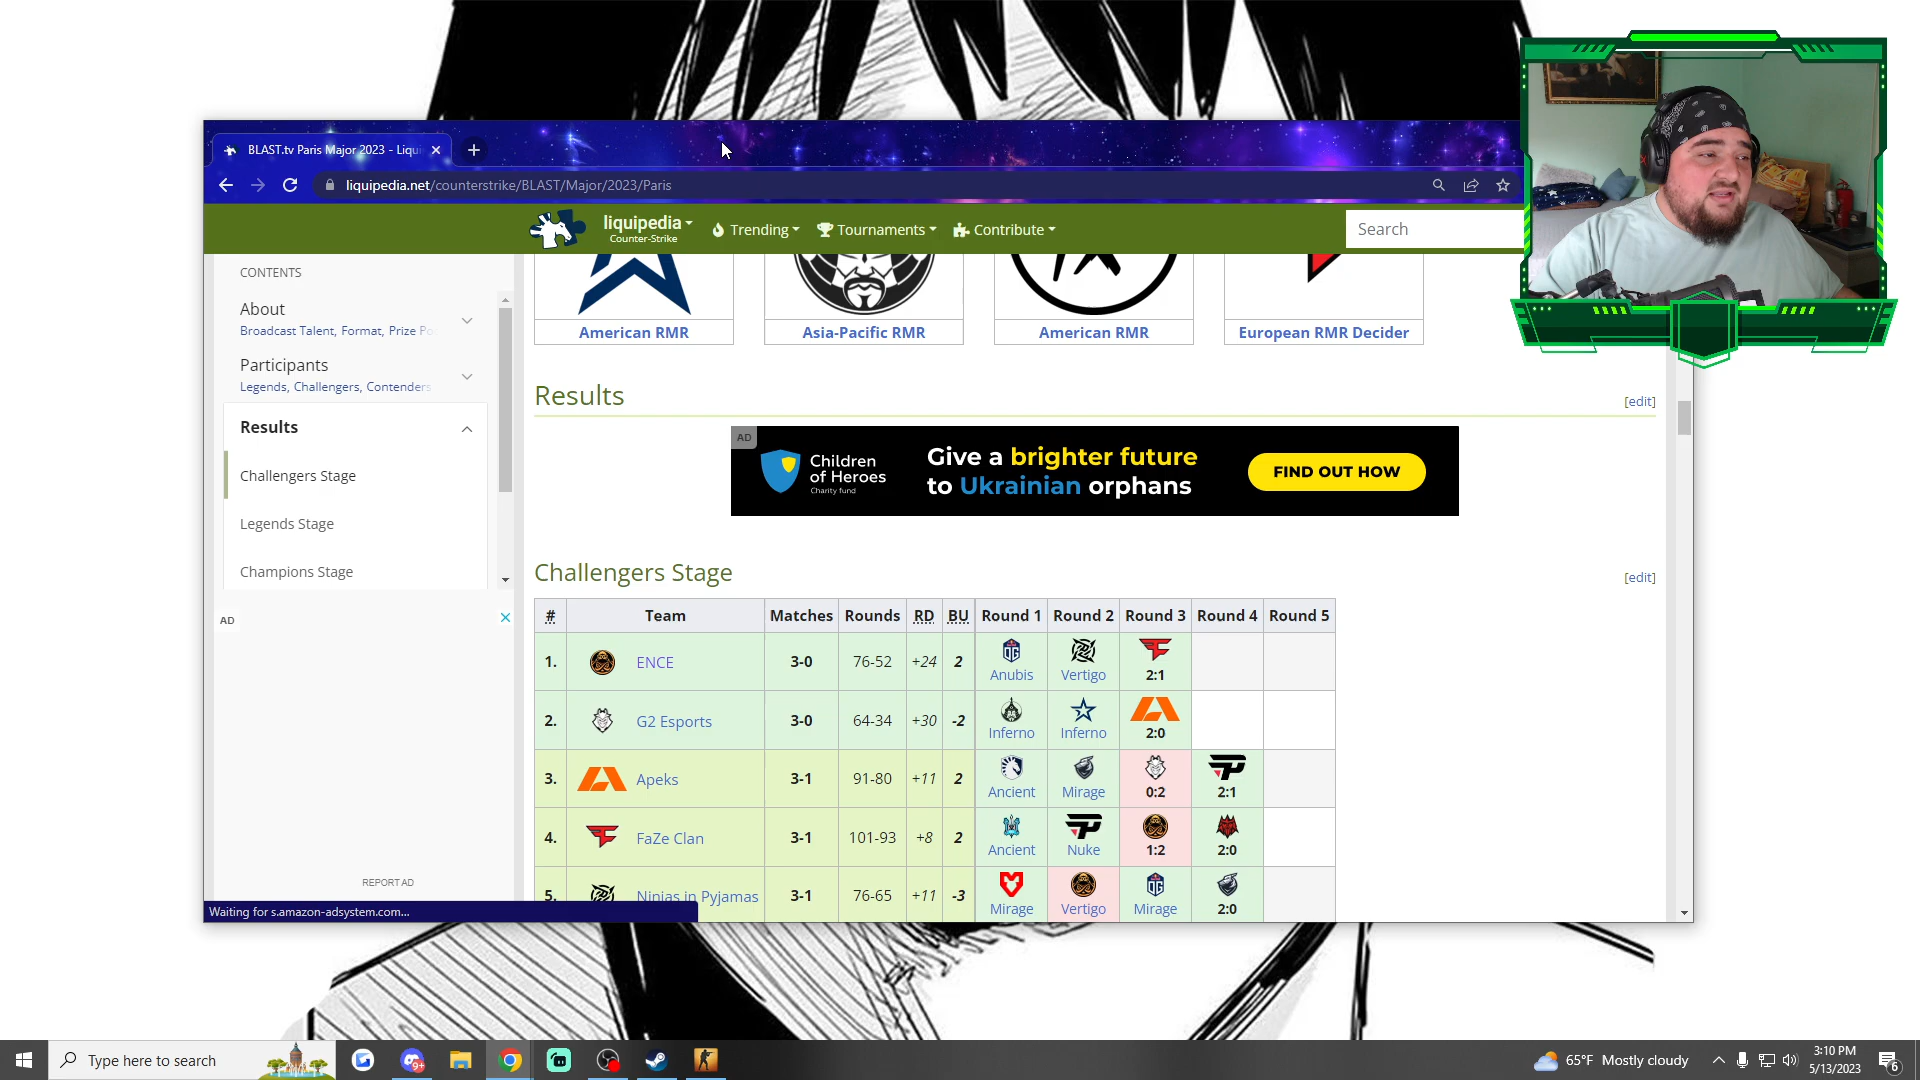 BLAST.tv Paris Major 2023 - Liqui
liquipedia.net/counterstrike/BLAST/Major/2023/Paris
liquipedia
Counter-Strike
Trending
Tournaments
Contribute
Search
CONTENTS
About
Broadcast Talent, Format, Prize Po
Participants
Legends, Challengers, Contenders
Results
Challengers Stage
Legends Stage
Champions Stage
AD
REPORT AD
Waiting for s.amazon-adsystem.com...
American RMR
Asia-Pacific RMR
American RMR
European RMR Decider
Results
[edit]
AD
Children of Heroes
Charity fund
Give a brighter future
to Ukrainian orphans
FIND OUT HOW
Challengers Stage
[edit]
# Team Matches Rounds RD BU Round 1 Round 2 Round 3 Round 4 Round 5
1. ENCE 3-0 76-52 +24 2 Anubis Vertigo 2:1
2. G2 Esports 3-0 64-34 +30 -2 Inferno Inferno 2:0
3. Apeks 3-1 91-80 +11 2 Ancient Mirage 0:2 2:1
4. FaZe Clan 3-1 101-93 +8 2 Ancient Nuke 1:2 2:0
5. Ninjas in Pyjamas 3-1 76-65 +11 -3 Mirage Vertigo Mirage 2:0
Type here to search
9+
65°F Mostly cloudy
3:10 PM
5/13/2023
6